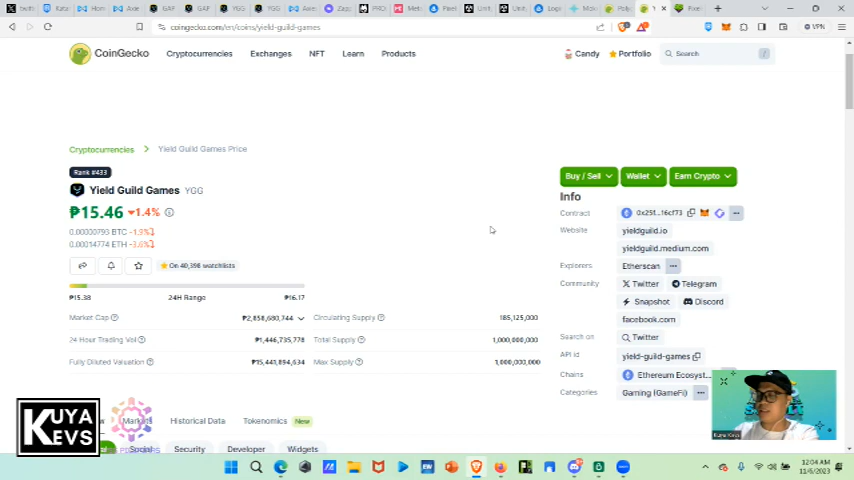 coingecko.com/en/coins/yield-guild-games
VPN
CoinGecko
Cryptocurrencies
Exchanges
NFT
Learn
Products
Candy
Portfolio
Search
Cryptocurrencies
Yield Guild Games Price
Rank #433
Yield Guild Games YGG
₱15.46 1.4%
0.00000793 BTC -1.9%
0.00014774 ETH -3.6%
On 40,398 watchlists
₱15.38 24H Range ₱16.17
Market Cap ₱2,858,680,744
Circulating Supply 185,125,000
24 Hour Trading Vol ₱1,446,735,778
Total Supply 1,000,000,000
Fully Diluted Valuation ₱15,441,894,634
Max Supply 1,000,000,000
Markets
Historical Data
Tokenomics New
Social
Security
Developer
Widgets
Buy / Sell
Wallet
Earn Crypto
Info
Contract 0x25f1...16cf73
Website yieldguild.io
yieldguild.medium.com
Explorers Etherscan
Community Twitter Telegram
Snapshot Discord
facebook.com
Search on Twitter
API id yield-guild-games
Chains Ethereum Ecosyst...
Categories Gaming (GameFi)
KUYA
KEVS
Kuya Kevs
12:04 AM
11/6/2023